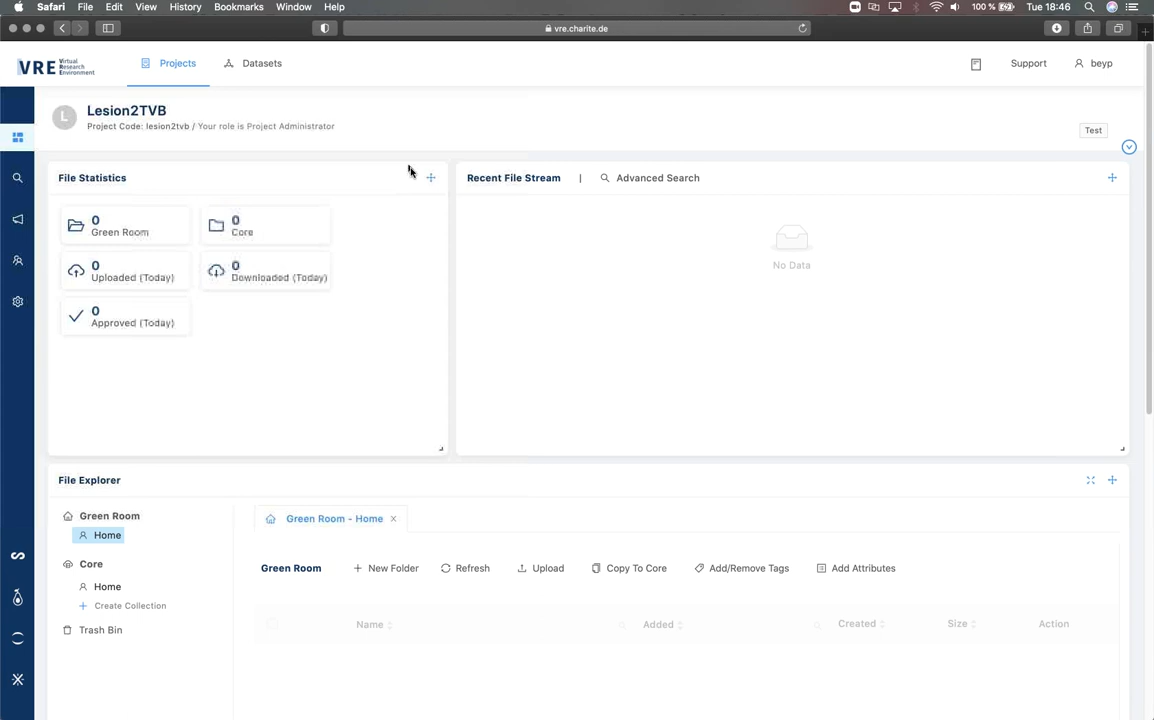 Safari File Edit View History Bookmarks Window Help 100 % Tue 18:46
vre.charite.de
VRE Virtual Research Environment Projects Datasets Support beyp
L Lesion2TVB
Project Code: lesion2tvb / Your role is Project Administrator
Test
File Statistics
0
Green Room
0
Core
0
Uploaded (Today)
0
Downloaded (Today)
0
Approved (Today)
Recent File Stream | Advanced Search
No Data
File Explorer
Green Room
Home
Core
Home
+ Create Collection
Trash Bin
Green Room - Home ×
Green Room + New Folder Refresh Upload Copy To Core Add/Remove Tags Add Attributes
Name Added Created Size Action